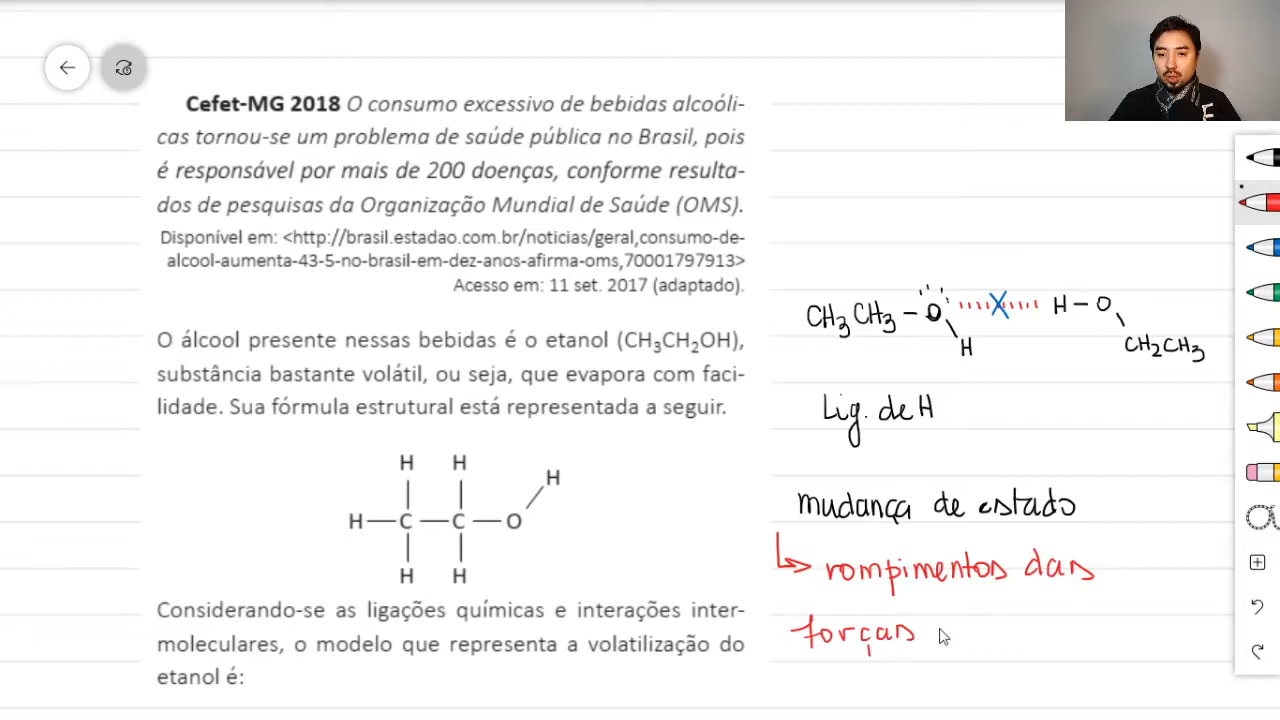 Cefet-MG 2018 O consumo excessivo de bebidas alcoóli-
cas tornou-se um problema de saúde pública no Brasil, pois
é responsável por mais de 200 doenças, conforme resulta-
dos de pesquisas da Organização Mundial de Saúde (OMS).
Disponível em: <http://brasil.estadao.com.br/noticias/geral,consumo-de-
alcool-aumenta-43-5-no-brasil-em-dez-anos-afirma-oms,70001797913>
Acesso em: 11 set. 2017 (adaptado).
O álcool presente nessas bebidas é o etanol (CH₃CH₂OH),
substância bastante volátil, ou seja, que evapora com faci-
lidade. Sua fórmula estrutural está representada a seguir.
H H H
H—C—C—O
H H
Considerando-se as ligações químicas e interações inter-
moleculares, o modelo que representa a volatilização do
etanol é:
CH₃CH₃–O H–O
H CH₂CH₃
Lig. de H
mudança de estado
rompimentos das
forças